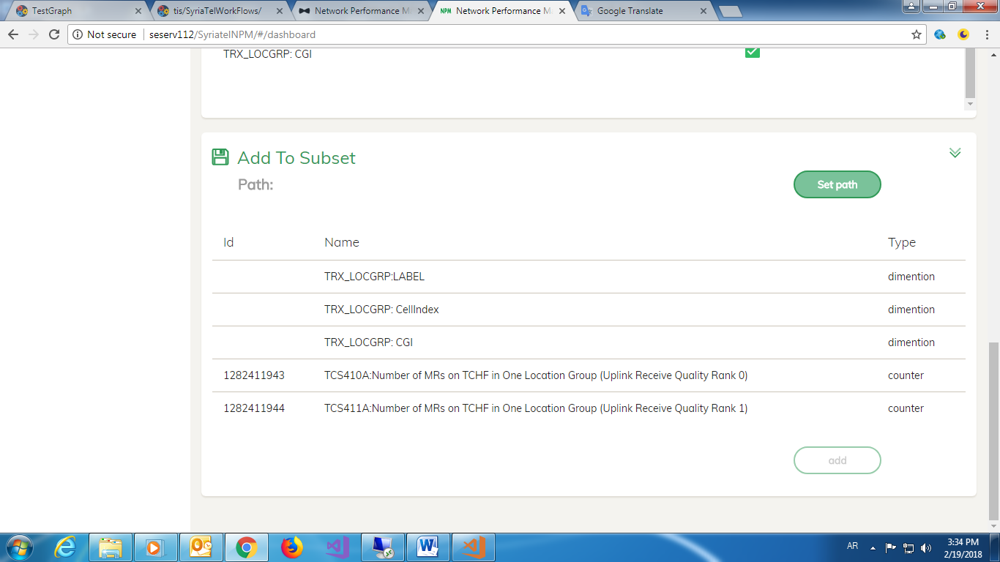 TestGraph
tis/SyriaTelWorkFlows/
Network Performance M
NPM Network Performance M
Google Translate
Not secure seserv112/SyriatelNPM/#/dashboard
TRX_LOCGRP: CGI
Add To Subset
Path:
Set path
Id Name Type
TRX_LOCGRP:LABEL dimention
TRX_LOCGRP: CellIndex dimention
TRX_LOCGRP: CGI dimention
1282411943 TCS410A:Number of MRs on TCHF in One Location Group (Uplink Receive Quality Rank 0) counter
1282411944 TCS411A:Number of MRs on TCHF in One Location Group (Uplink Receive Quality Rank 1) counter
add
AR
3:34 PM
2/19/2018